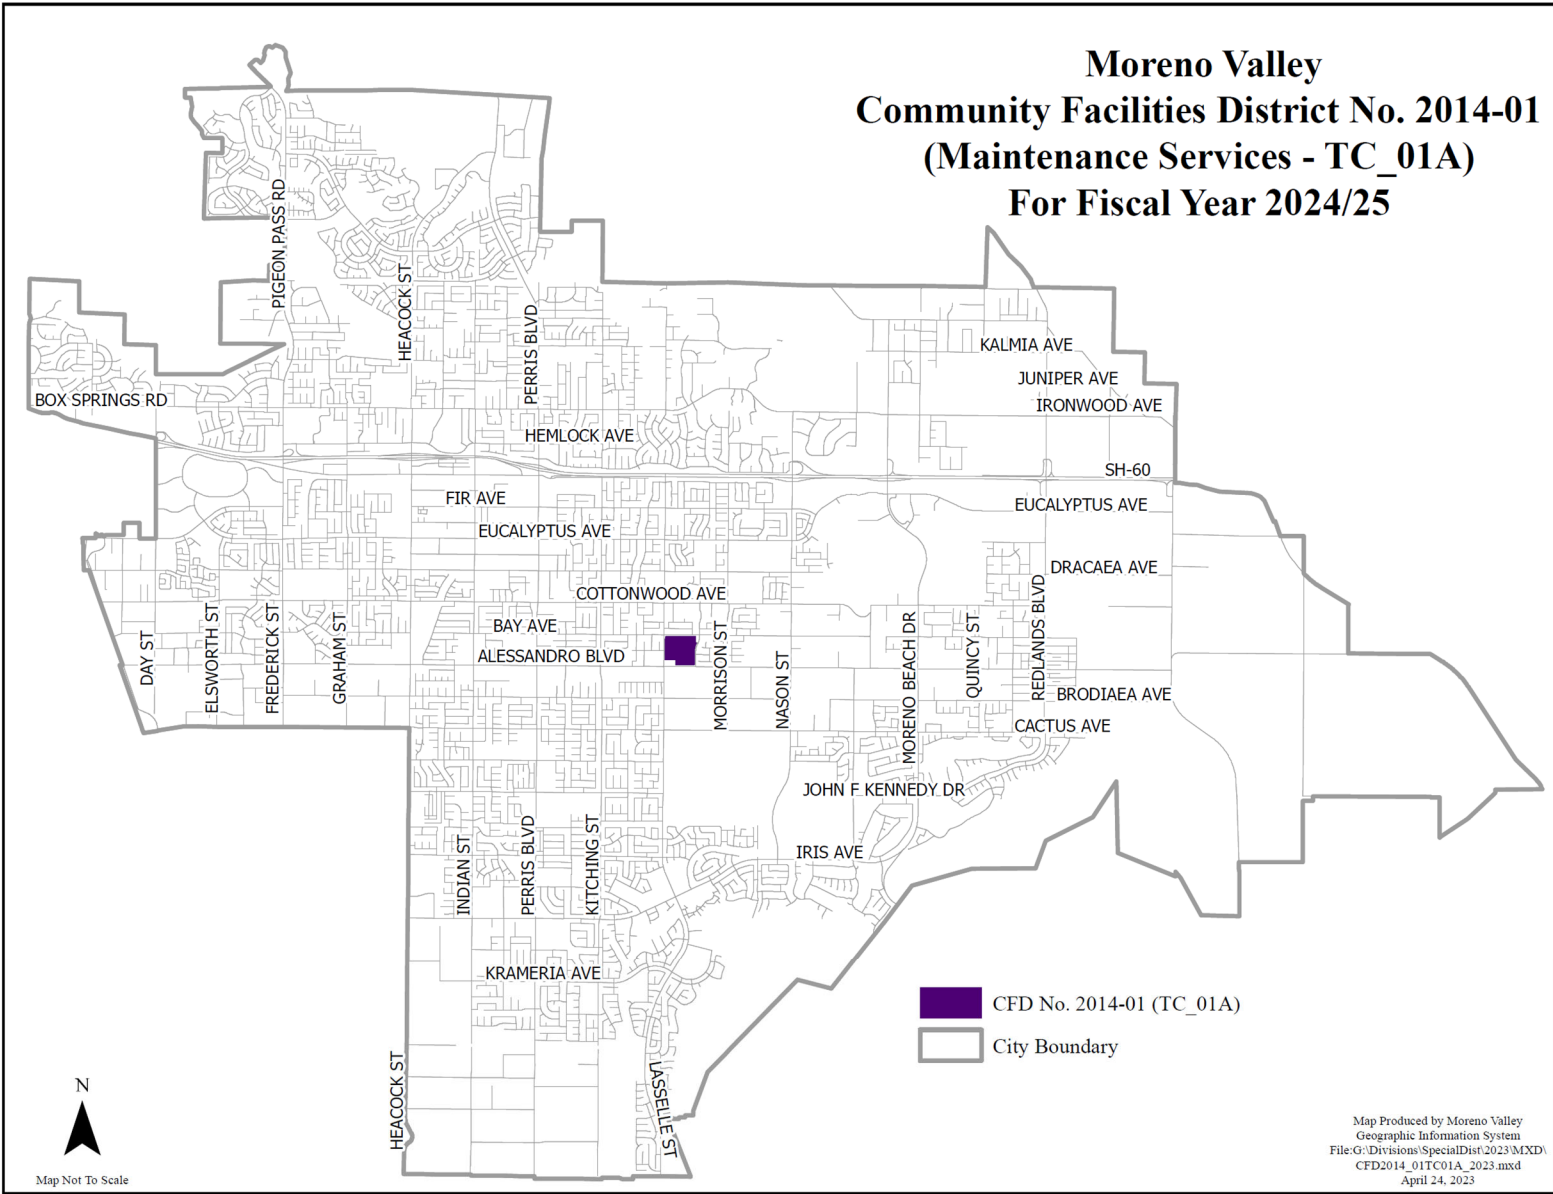 Moreno Valley
Community Facilities District No. 2014-01
(Maintenance Services - TC_01A)
For Fiscal Year 2024/25
PIGEON PASS RD
HEACOCK ST
PERRIS BLVD
KALMIA AVE
JUNIPER AVE
BOX SPRINGS RD
IRONWOOD AVE
HEMLOCK AVE
SH-60
FIR AVE
EUCALYPTUS AVE
EUCALYPTUS AVE
DRACAEA AVE
COTTONWOOD AVE
BAY AVE
ALESSANDRO BLVD
DAY ST
ELSWORTH ST
FREDERICK ST
GRAHAM ST
MORRISON ST
NASON ST
MORENO BEACH DR
QUINCY ST
REDLANDS BLVD
BRODIAEA AVE
CACTUS AVE
JOHN F KENNEDY DR
IRIS AVE
INDIAN ST
PERRIS BLVD
KITCHING ST
KRAMERIA AVE
HEACOCK ST
LASSELLE ST
CFD No. 2014-01 (TC_01A)
City Boundary
N
Map Not To Scale
Map Produced by Moreno Valley
Geographic Information System
File:G:\Divisions\SpecialDist\2023\MXD\
CFD2014_01TC01A_2023.mxd
April 24, 2023